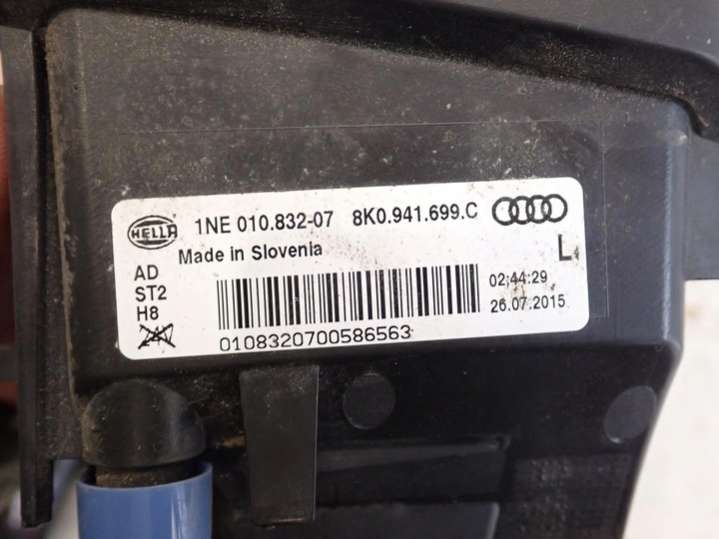 HELLA 1NE 010.832-07 8K0.941.699.C
Made in Slovenia L
AD
ST2
H8
02:44:29
26.07.2015
0108320700586563